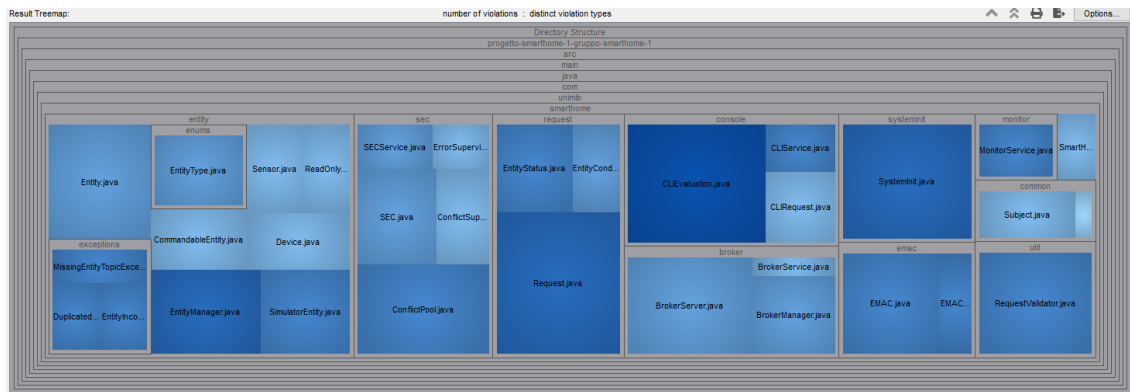 Result Treemap:
number of violations : distinct violation types
Options...
Directory Structure
progetto-smarthome-1-gruppo-smarthome-1
src
main
java
com
unimib
smarthome
entity
enums
Entity.java
EntityType.java
Sensor.java
ReadOnly...
CommandableEntity.java
Device.java
exceptions
MissingEntityTopicExce...
Duplicated...
EntityInco...
EntityManager.java
SimulatorEntity.java
sec
SECService.java
ErrorSupervi...
SEC.java
ConflictSup...
ConflictPool.java
request
EntityStatus.java
EntityCond...
Request.java
console
CLIEvaluation.java
CLIService.java
CLIRequest.java
broker
BrokerServer.java
BrokerService.java
BrokerManager.java
systeminit
SystemInit.java
emac
EMAC.java
EMAC...
monitor
MonitorService.java
SmartH...
common
Subject.java
util
RequestValidator.java